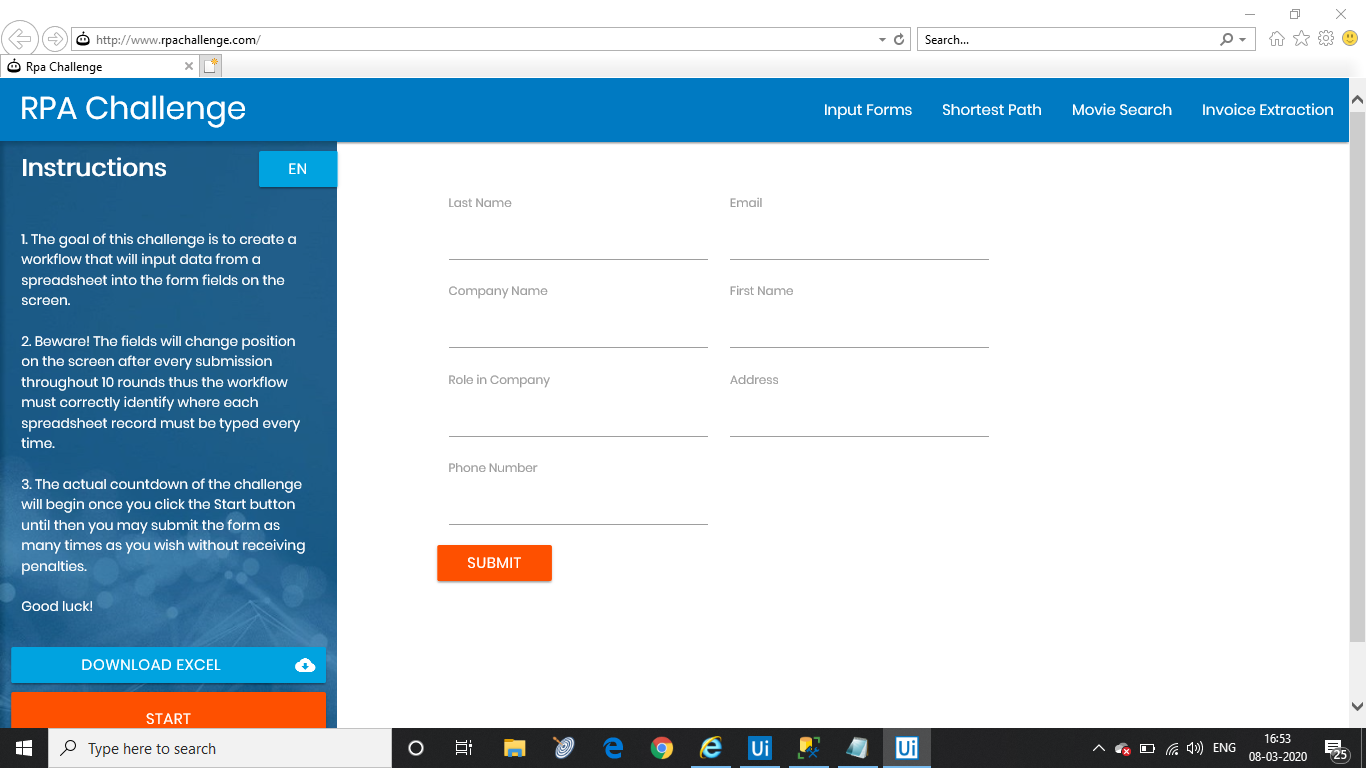 http://www.rpachallenge.com/
Search...
Rpa Challenge
RPA Challenge
Input Forms
Shortest Path
Movie Search
Invoice Extraction
Instructions
EN
1. The goal of this challenge is to create a
workflow that will input data from a
spreadsheet into the form fields on the
screen.
2. Beware! The fields will change position
on the screen after every submission
throughout 10 rounds thus the workflow
must correctly identify where each
spreadsheet record must be typed every
time.
3. The actual countdown of the challenge
will begin once you click the Start button
until then you may submit the form as
many times as you wish without receiving
penalties.
Good luck!
DOWNLOAD EXCEL
START
Last Name
Email
Company Name
First Name
Role in Company
Address
Phone Number
SUBMIT
Type here to search
Ui
Ui
ENG
16:53
08-03-2020
25